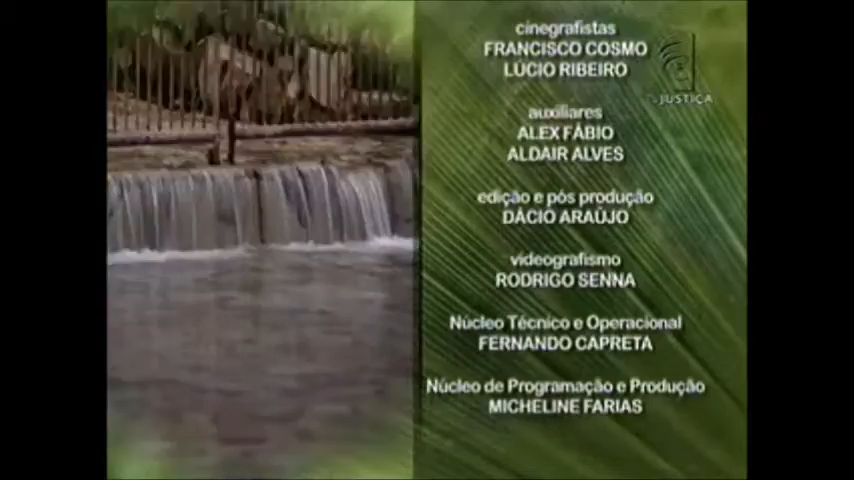 cinegrafistas
FRANCISCO COSMO
LÚCIO RIBEIRO
JUSTIÇA
auxiliares
ALEX FÁBIO
ALDAIR ALVES
edição e pós produção
DÁCIO ARAÚJO
videografismo
RODRIGO SENNA
Núcleo Técnico e Operacional
FERNANDO CAPRETA
Núcleo de Programação e Produção
MICHELINE FARIAS